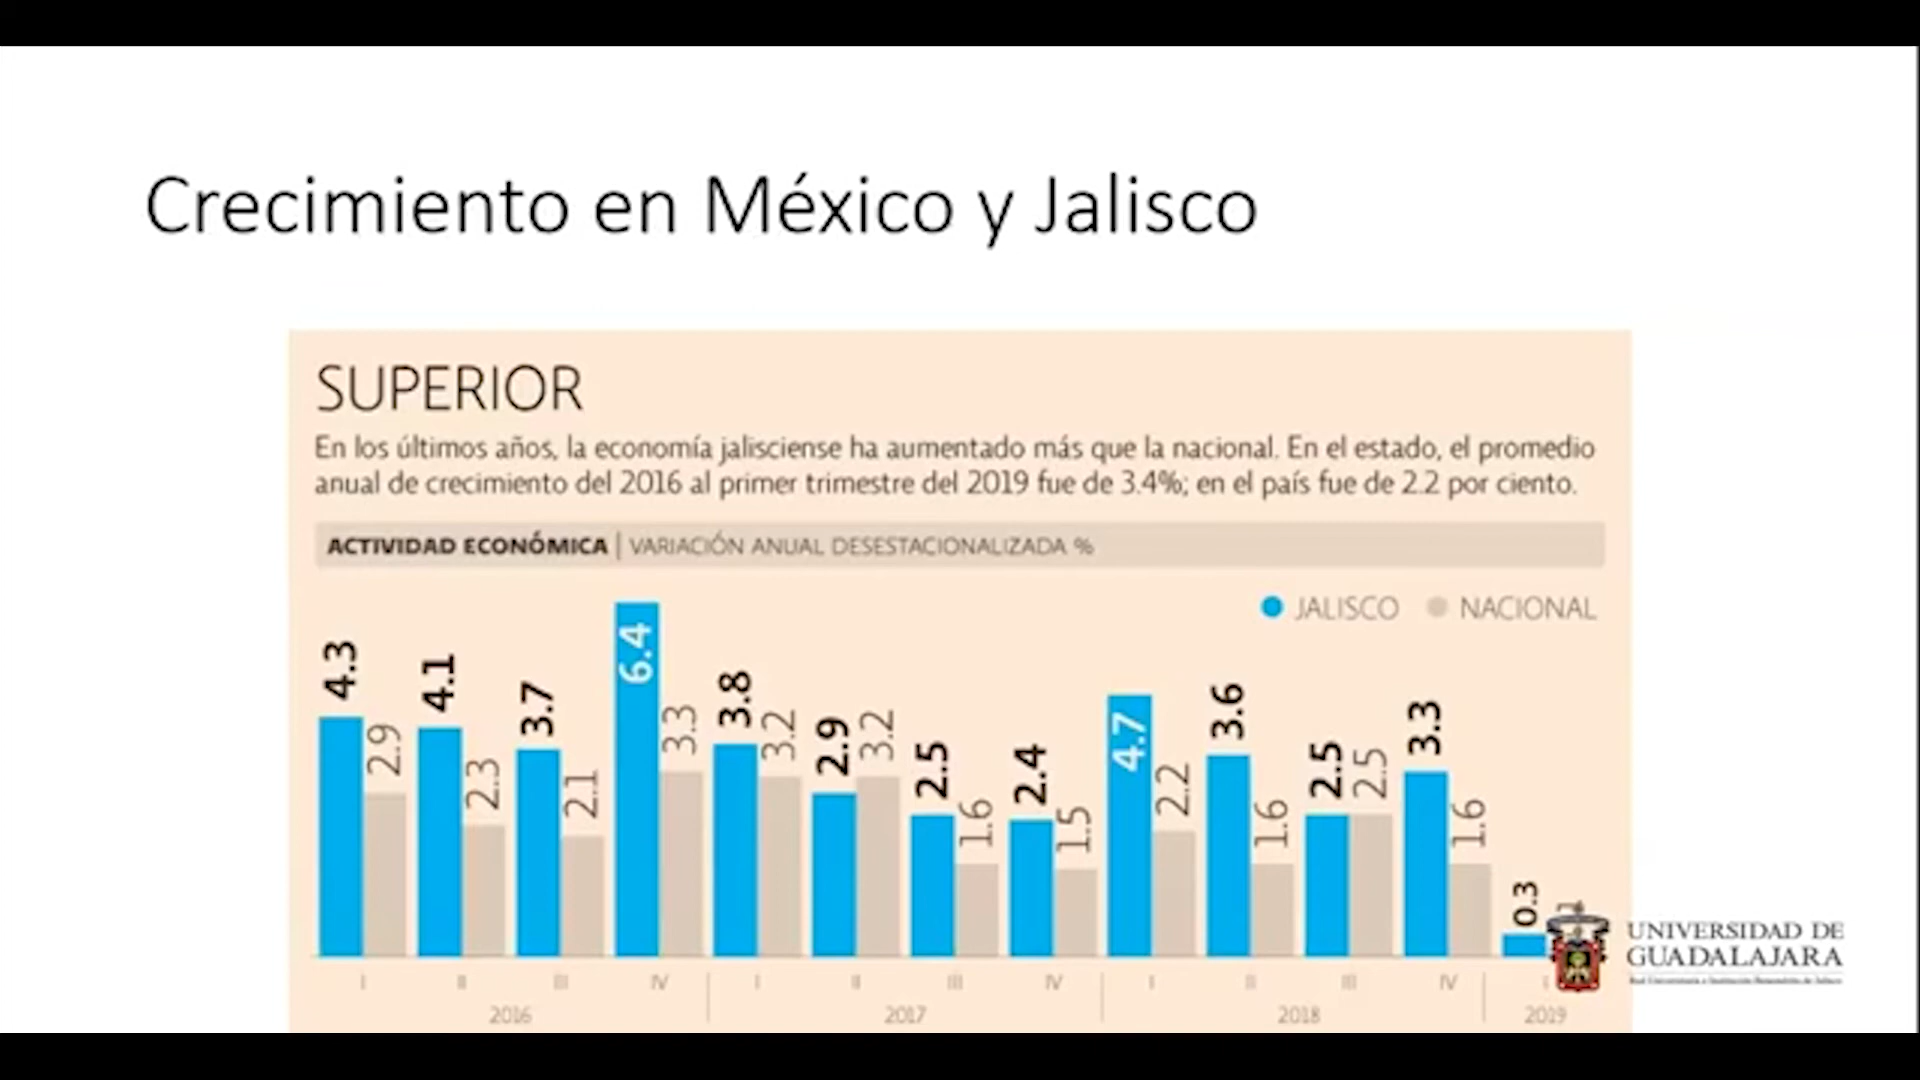 Crecimiento en México y Jalisco
SUPERIOR
En los últimos años, la economía jalisciense ha aumentado más que la nacional. En el estado, el promedio
anual de crecimiento del 2016 al primer trimestre del 2019 fue de 3.4%; en el país fue de 2.2 por ciento.
ACTIVIDAD ECONÓMICA | VARIACIÓN ANUAL DESESTACIONALIZADA %
JALISCO NACIONAL
4.3 2.9 4.1 2.3 3.7 2.1 6.4 3.3 3.8 3.2 2.9 3.2 2.5 1.6 2.4 1.5 4.7 2.2 3.6 1.6 2.5 2.5 3.3 1.6 0.3
I II III IV I II III IV I II III IV I
2016 2017 2018 2019
UNIVERSIDAD DE
GUADALAJARA
Red Universitaria e Institución Benemérita de Jalisco